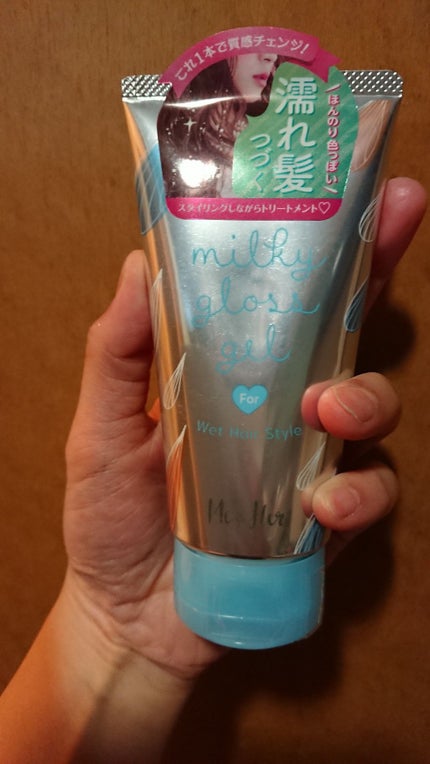 これ1本で質感チェンジ!
ほんのり色っぽい
濡れ髪
つづく
スタイリングしながらトリートメント♡
milky
gloss
gel
For
Wet Hair Style
Me & Her